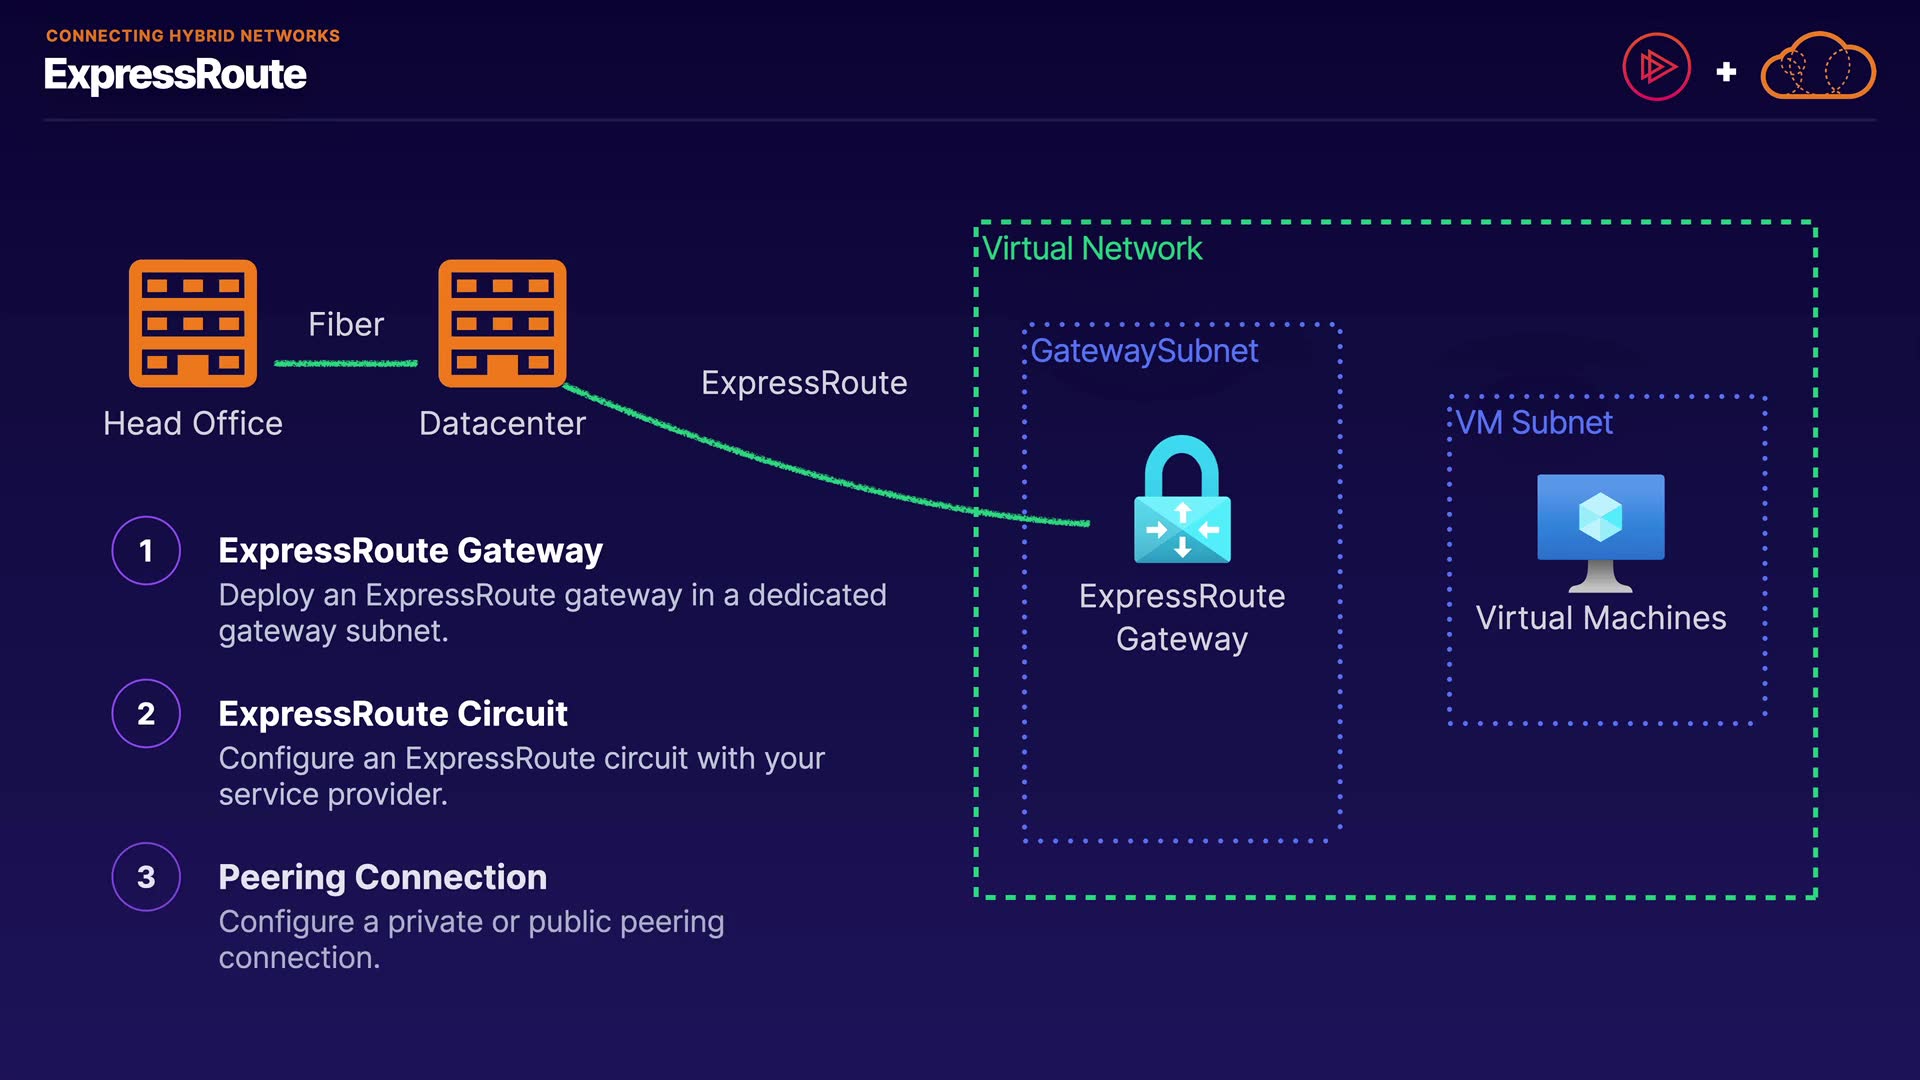 CONNECTING HYBRID NETWORKS
ExpressRoute
Head Office
Fiber
Datacenter
ExpressRoute
1
ExpressRoute Gateway
Deploy an ExpressRoute gateway in a dedicated
gateway subnet.
2
ExpressRoute Circuit
Configure an ExpressRoute circuit with your
service provider.
3
Peering Connection
Configure a private or public peering
connection.
Virtual Network
GatewaySubnet
ExpressRoute
Gateway
VM Subnet
Virtual Machines